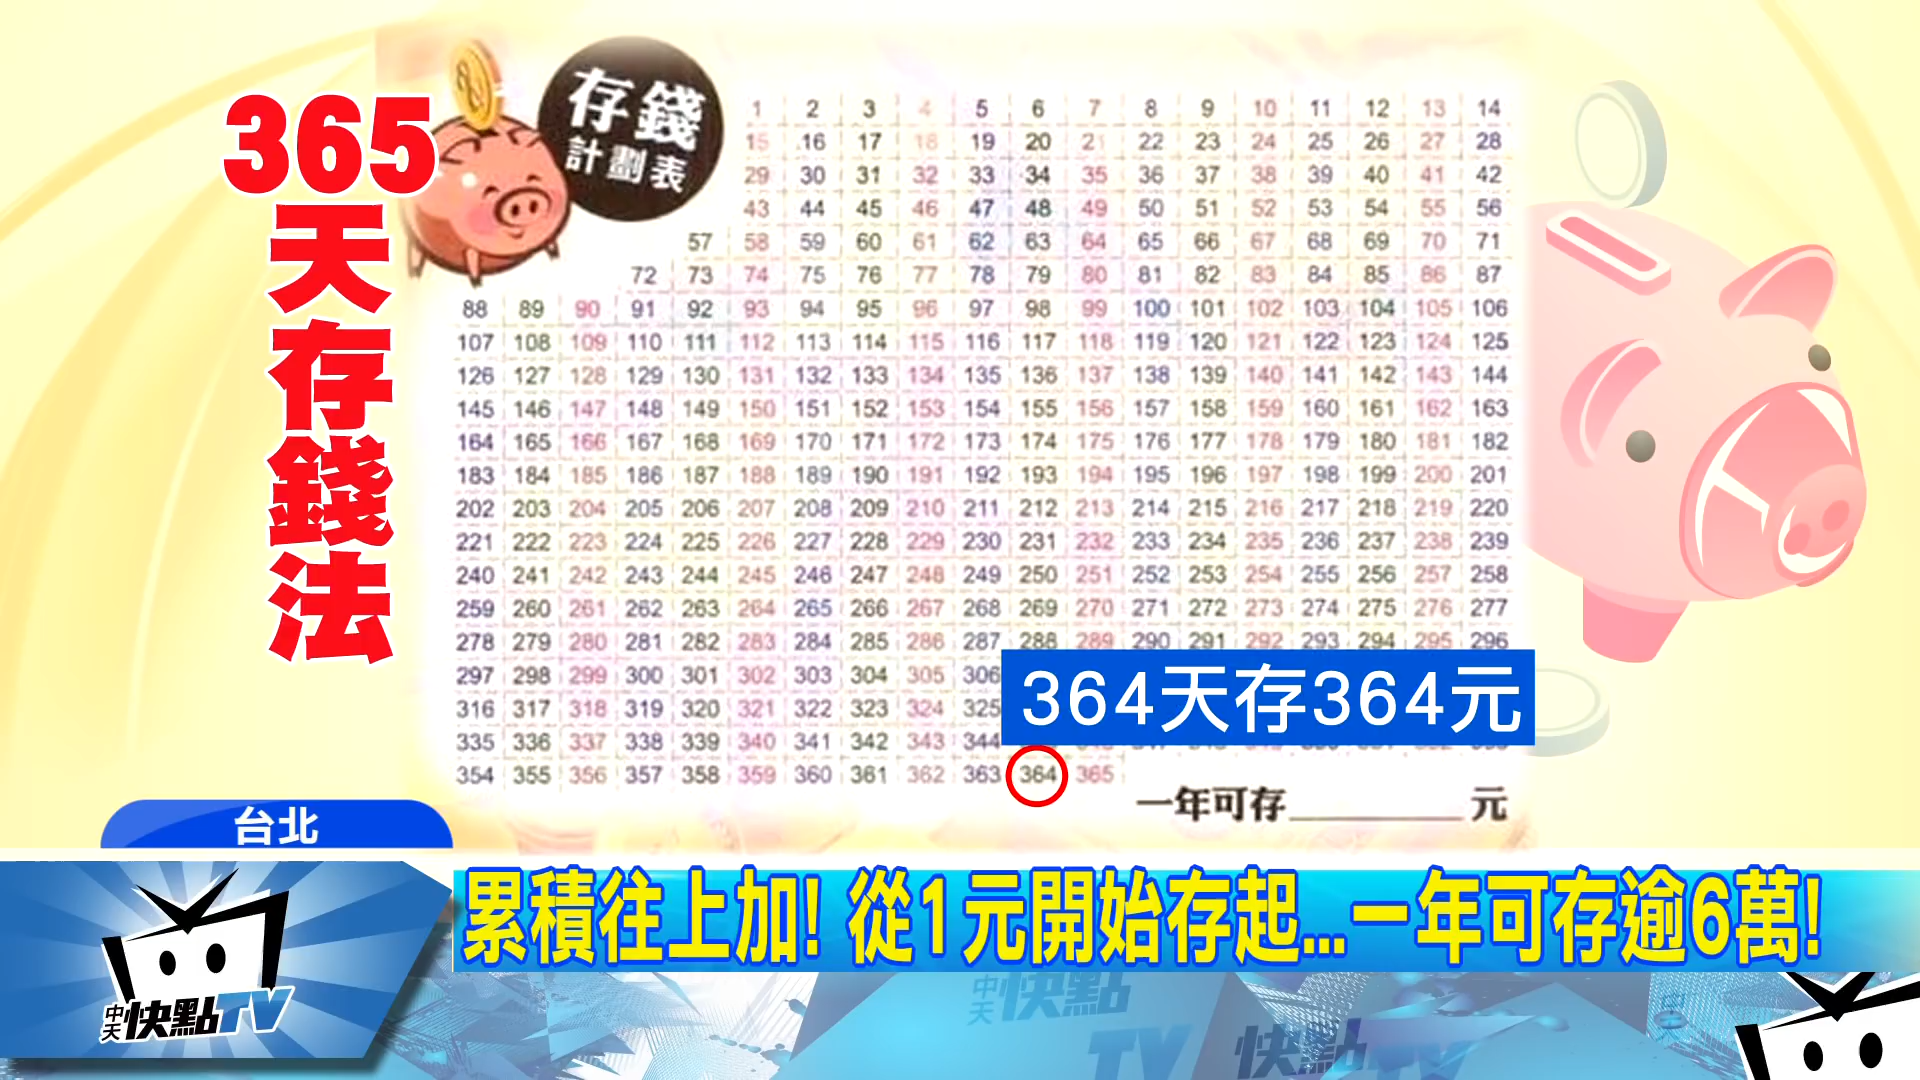 365
天
存
錢
法
存錢
計劃表
1 2 3 4 5 6 7 8 9 10 11 12 13 14
15 16 17 18 19 20 21 22 23 24 25 26 27 28
29 30 31 32 33 34 35 36 37 38 39 40 41 42
43 44 45 46 47 48 49 50 51 52 53 54 55 56
57 58 59 60 61 62 63 64 65 66 67 68 69 70 71
72 73 74 75 76 77 78 79 80 81 82 83 84 85 86 87
88 89 90 91 92 93 94 95 96 97 98 99 100 101 102 103 104 105 106
107 108 109 110 111 112 113 114 115 116 117 118 119 120 121 122 123 124 125
126 127 128 129 130 131 132 133 134 135 136 137 138 139 140 141 142 143 144
145 146 147 148 149 150 151 152 153 154 155 156 157 158 159 160 161 162 163
164 165 166 167 168 169 170 171 172 173 174 175 176 177 178 179 180 181 182
183 184 185 186 187 188 189 190 191 192 193 194 195 196 197 198 199 200 201
202 203 204 205 206 207 208 209 210 211 212 213 214 215 216 217 218 219 220
221 222 223 224 225 226 227 228 229 230 231 232 233 234 235 236 237 238 239
240 241 242 243 244 245 246 247 248 249 250 251 252 253 254 255 256 257 258
259 260 261 262 263 264 265 266 267 268 269 270 271 272 273 274 275 276 277
278 279 280 281 282 283 284 285 286 287 288 289 290 291 292 293 294 295 296
297 298 299 300 301 302 303 304 305 306
316 317 318 319 320 321 322 323 324 325
364天存364元
335 336 337 338 339 340 341 342 343 344
354 355 356 357 358 359 360 361 362 363 364 365
一年可存________元
台北
累積往上加! 從1元開始存起...一年可存逾6萬!
中天快點TV
中天快點TV
快點TV